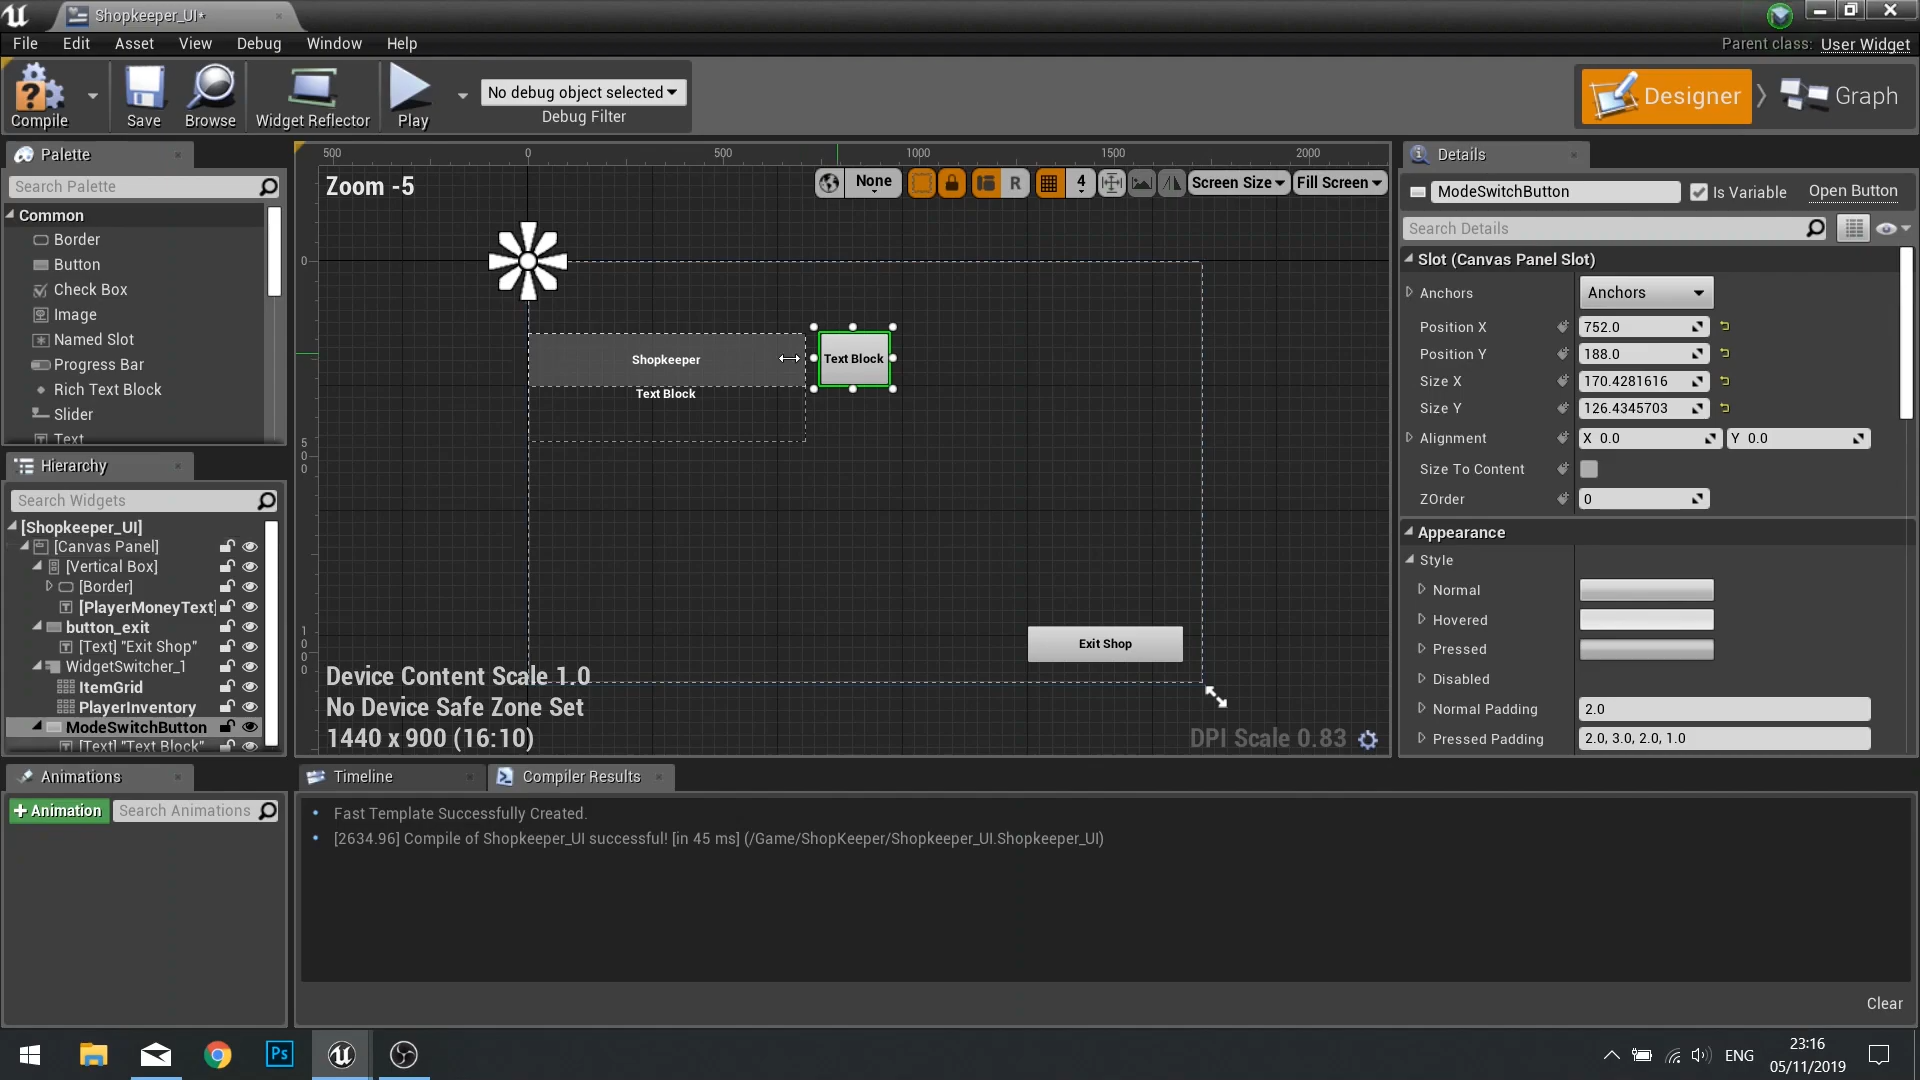 Shopkeeper_UI*
File Edit Asset View Debug Window Help
Parent class: User Widget
Compile
Save
Browse
Widget Reflector
Play
No debug object selected
Debug Filter
Designer
Graph
Palette
Search Palette
Common
Border
Button
Check Box
Image
Named Slot
Progress Bar
Rich Text Block
Slider
Text
Hierarchy
Search Widgets
[Shopkeeper_UI]
[Canvas Panel]
[Vertical Box]
[Border]
[PlayerMoneyText]
button_exit
[Text] "Exit Shop"
WidgetSwitcher_1
ItemGrid
PlayerInventory
ModeSwitchButton
[Text] "Text Block"
Animations
+ Animation
Search Animations
500 0 500 1000 1500 2000
Zoom -5
None
R
4
Screen Size
Fill Screen
0
500
1000
Shopkeeper
Text Block
Text Block
Exit Shop
Device Content Scale 1.0
No Device Safe Zone Set
1440 x 900 (16:10)
DPI Scale 0.83
Details
ModeSwitchButton
Is Variable
Open Button
Search Details
Slot (Canvas Panel Slot)
Anchors Anchors
Position X 752.0
Position Y 188.0
Size X 170.4281616
Size Y 126.4345703
Alignment X 0.0 Y 0.0
Size To Content
ZOrder 0
Appearance
Style
Normal
Hovered
Pressed
Disabled
Normal Padding 2.0
Pressed Padding 2.0, 3.0, 2.0, 1.0
Timeline
Compiler Results
Fast Template Successfully Created.
[2634.96] Compile of Shopkeeper_UI successful! [in 45 ms] (/Game/ShopKeeper/Shopkeeper_UI.Shopkeeper_UI)
Clear
Ps
ENG
23:16
05/11/2019